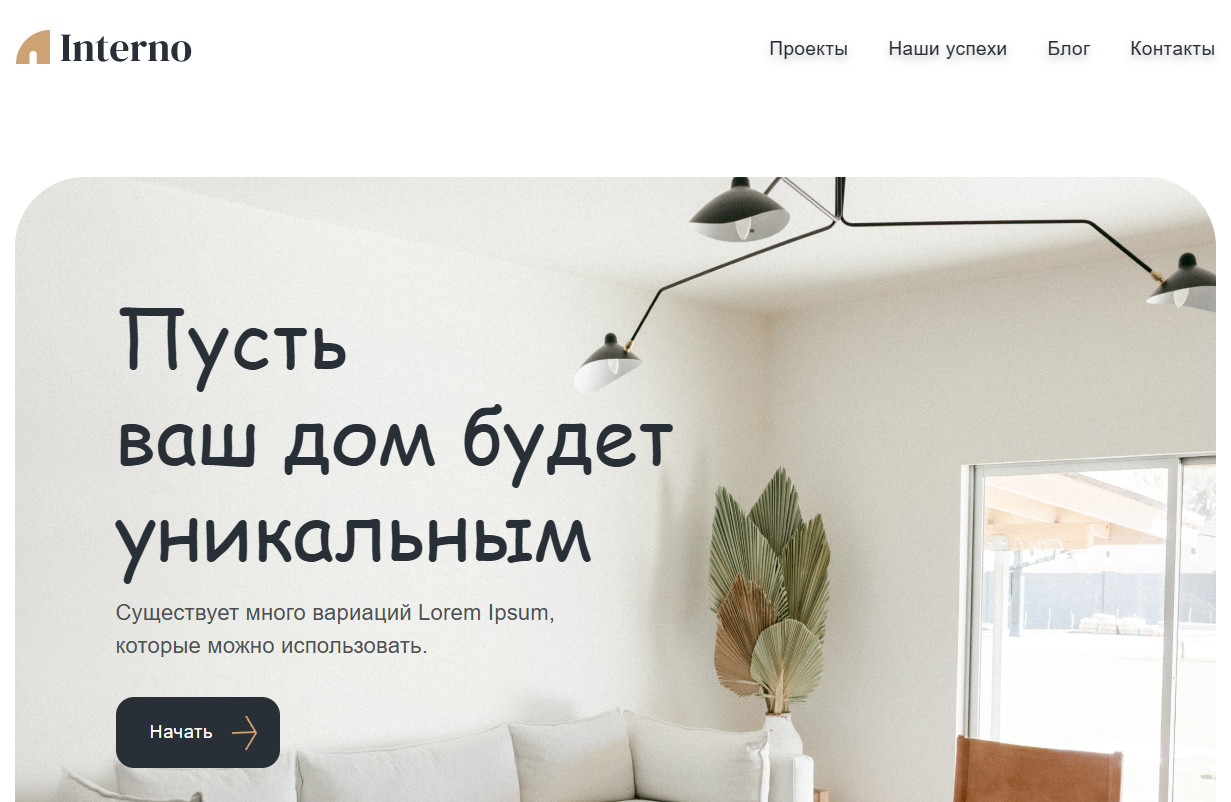 Interno
Проекты Наши успехи Блог Контакты
Пусть
ваш дом будет
уникальным
Существует много вариаций Lorem Ipsum,
которые можно использовать.
Начать